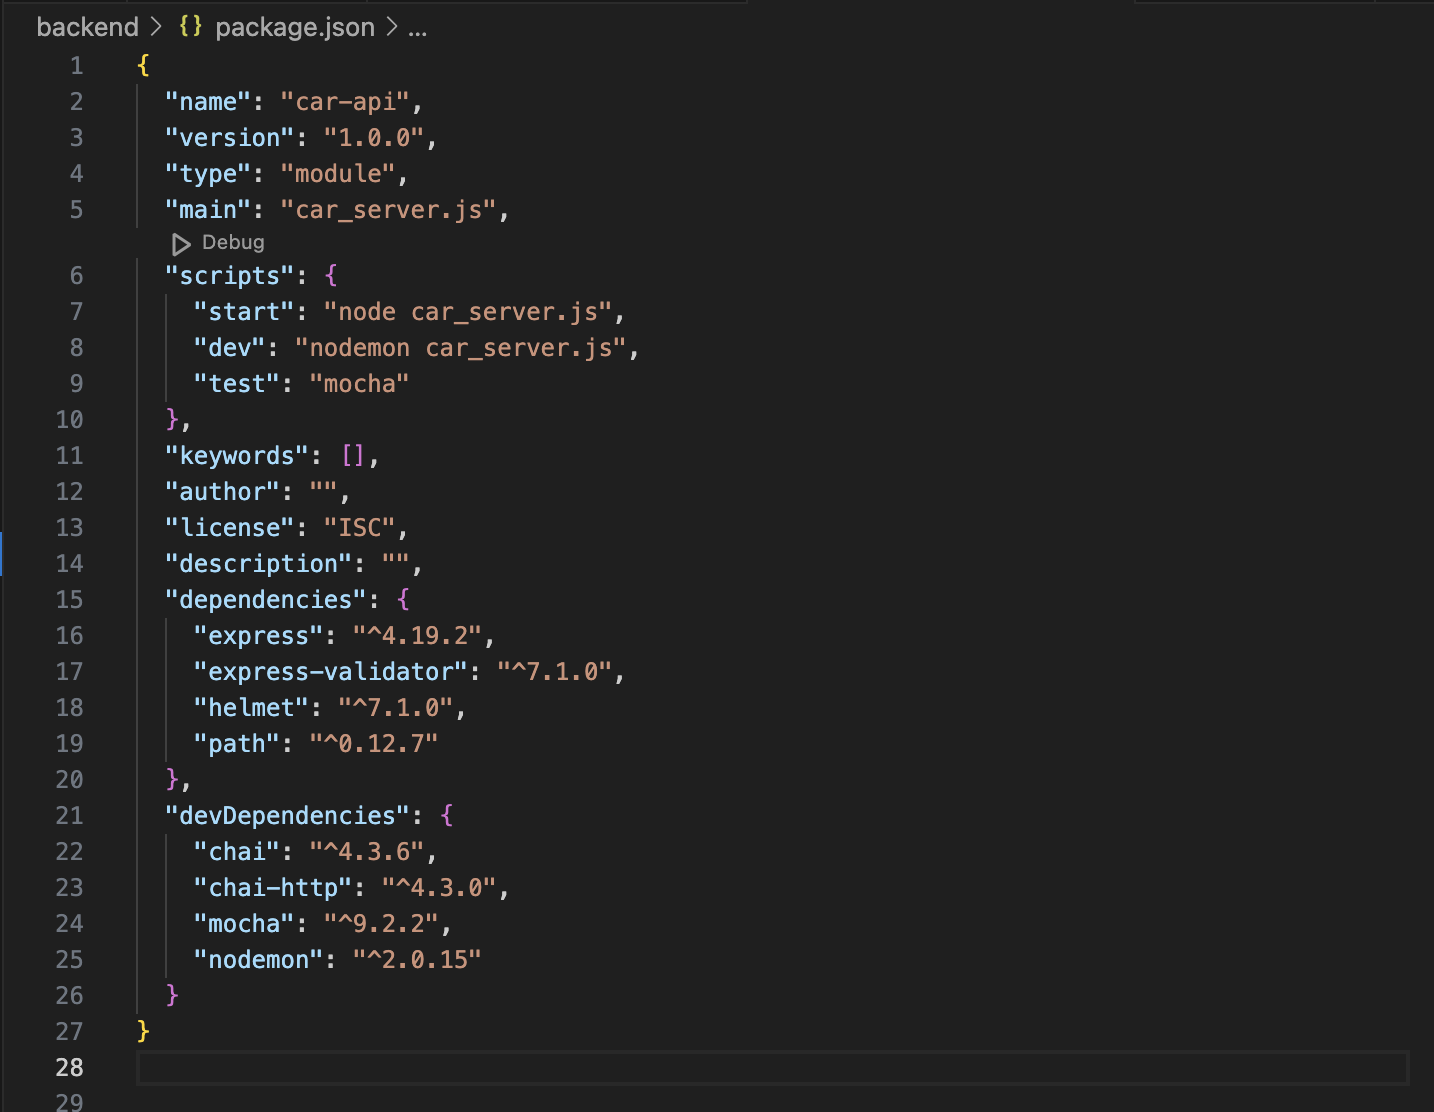 backend > {} package.json > ...
1 {
2 "name": "car-api",
3 "version": "1.0.0",
4 "type": "module",
5 "main": "car_server.js",
Debug
6 "scripts": {
7 "start": "node car_server.js",
8 "dev": "nodemon car_server.js",
9 "test": "mocha"
10 },
11 "keywords": [],
12 "author": "",
13 "license": "ISC",
14 "description": "",
15 "dependencies": {
16 "express": "^4.19.2",
17 "express-validator": "^7.1.0",
18 "helmet": "^7.1.0",
19 "path": "^0.12.7"
20 },
21 "devDependencies": {
22 "chai": "^4.3.6",
23 "chai-http": "^4.3.0",
24 "mocha": "^9.2.2",
25 "nodemon": "^2.0.15"
26 }
27 }
28
29